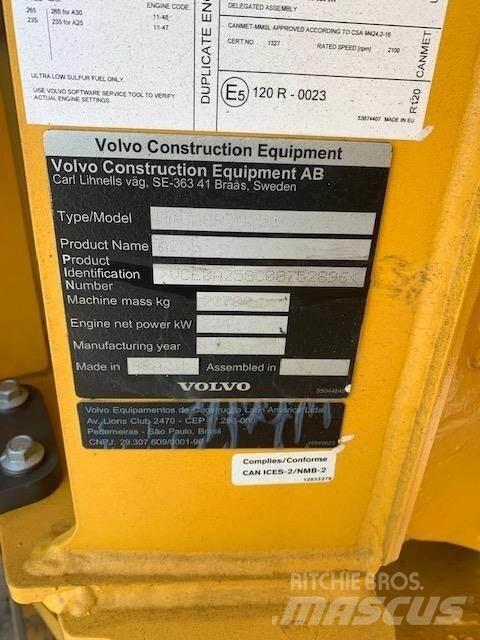 ENGINE CODE
265 265 for A30 11-48
235 235 for A25 11-47
ULTRA LOW SULFUR FUEL ONLY.
USE VOLVO SOFTWARE SERVICE TOOL TO VERIFY
ACTUAL ENGINE SETTINGS.
DUPLICATE
DELEGATED ASSEMBLY
CANMET-MMSL APPROVED ACCORDING TO CSA M424.2-16
CERT.NO 1327 RATED SPEED [rpm] 2100
E5 120 R - 0023
53874407 MADE IN EU
R120 CANMET
Volvo Construction Equipment
Volvo Construction Equipment AB
Carl Lihnells väg, SE-363 41 Braås, Sweden
Type/Model
Product Name
Product
Identification
Number
Machine mass kg
Engine net power kW
Manufacturing year
Made in
Assembled in
VOLVO
Volvo Equipamentos de Construção Latin America Ltda
Av. Lions Club 2470 - CEP
Pederneiras - São Paulo, Brasil
CNPJ. 29.307.609/0001-98
Complies/Conforme
CAN ICES-2/NMB-2
12833278
RITCHIE BROS.
MASCUS